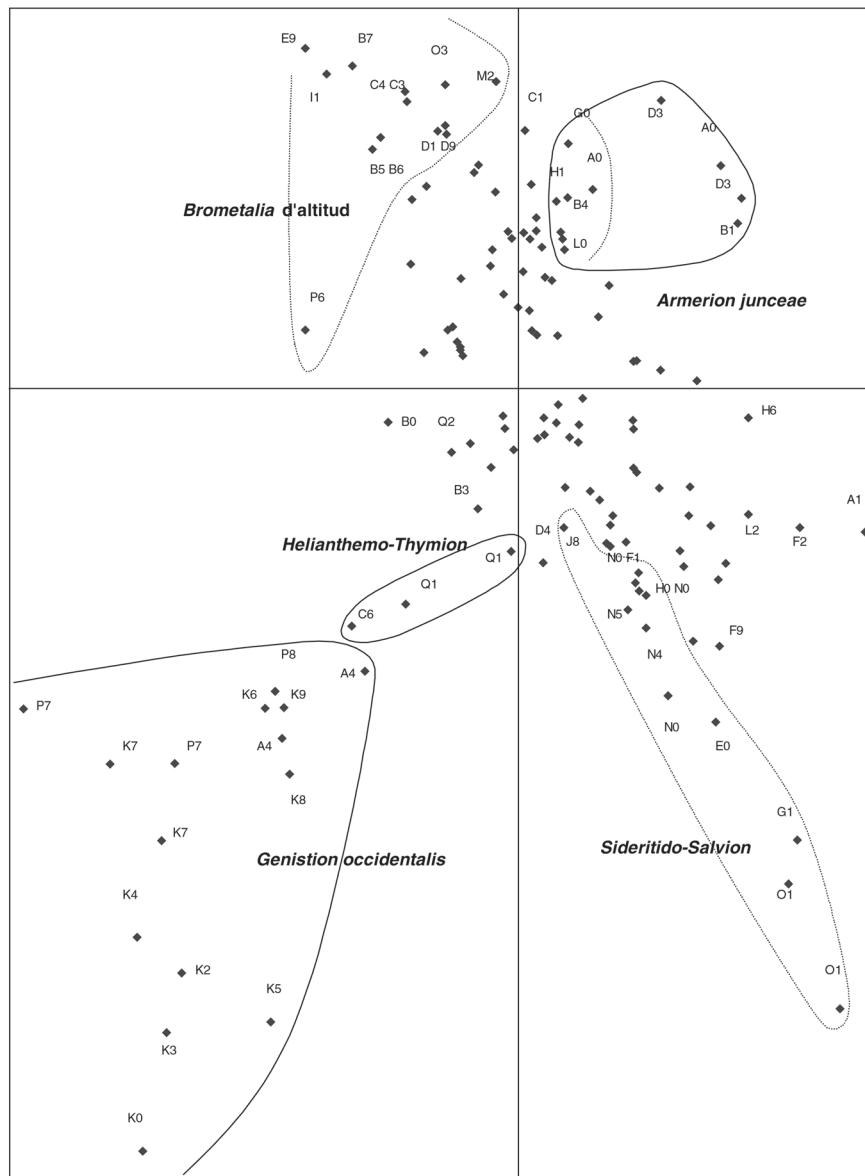 E9 B7 O3
I1 C4 C3 M2
C1 G0 D3 A0
D1 D9 A0
B5 B6 H1 D3
Brometalia d'altitud B4 B1
L0
P6 Armerion junceae
B0 Q2 H6
B3 A1
D4 J8 L2 F2
Helianthemo-Thymion
Q1 N0 F1
Q1 H0 N0
C6 N5 F9
P8 N4
A4
P7 K6 K9 N0
K7 P7 A4 E0
K8
K7 G1
Genistion occidentalis Sideritido-Salvion
O1
K4
K2 O1
K5
K3
K0